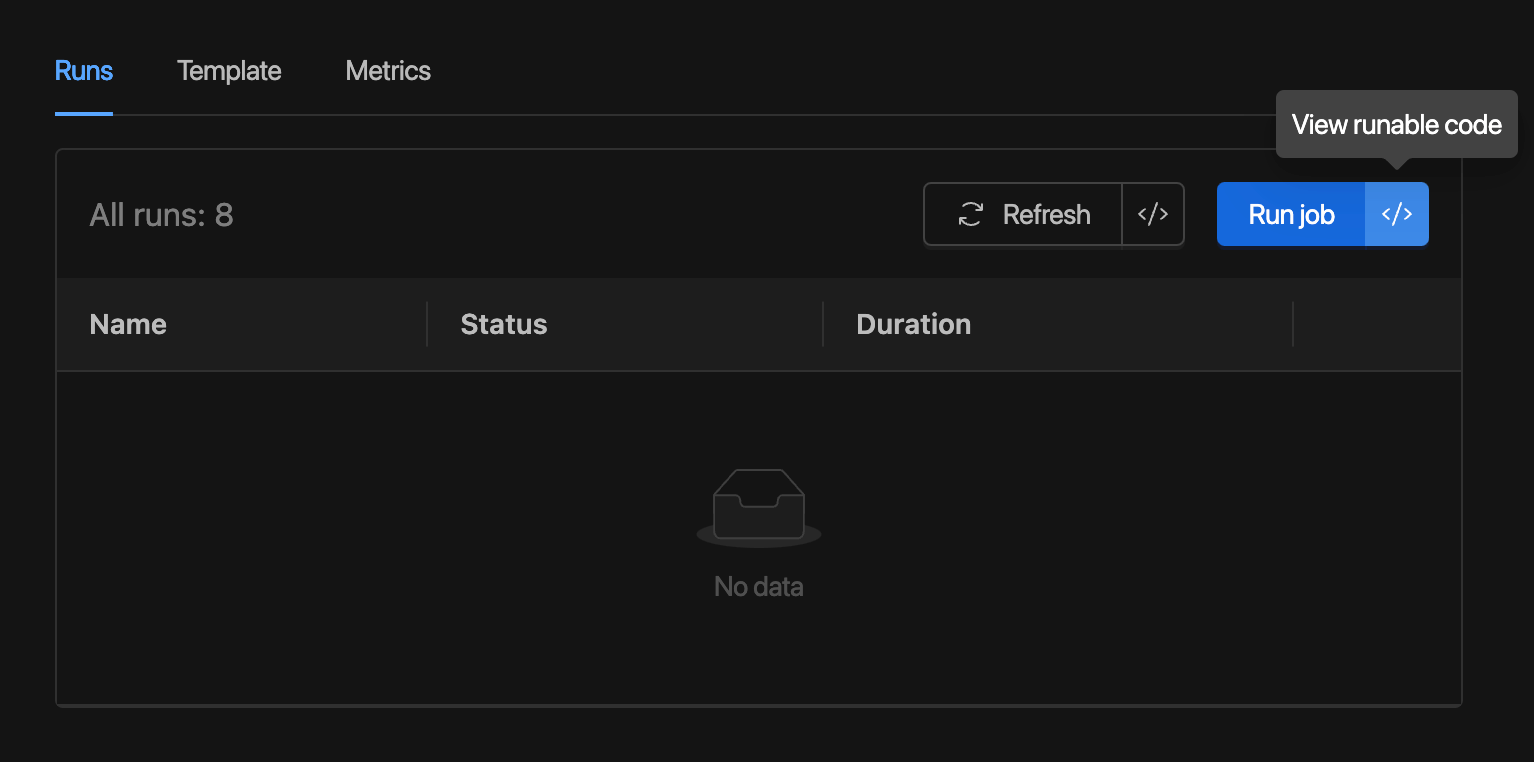 Runs Template Metrics
View runable code
All runs: 8 Refresh </> Run job </>
Name Status Duration
No data